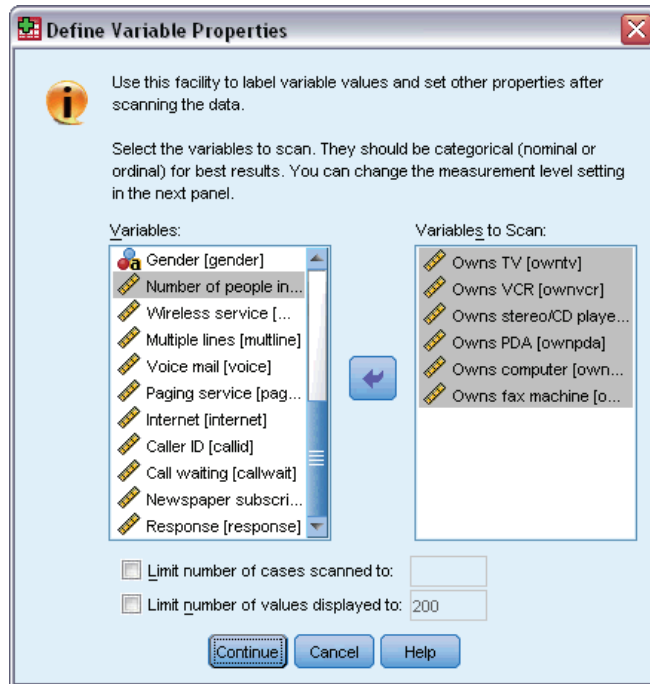 Define Variable Properties
Use this facility to label variable values and set other properties after
scanning the data.
Select the variables to scan. They should be categorical (nominal or
ordinal) for best results. You can change the measurement level setting
in the next panel.
Variables:
Gender [gender]
Number of people in...
Wireless service [...
Multiple lines [multline]
Voice mail [voice]
Paging service [pag...
Internet [internet]
Caller ID [callid]
Call waiting [callwait]
Newspaper subscri...
Response [response]
Variables to Scan:
Owns TV [owntv]
Owns VCR [ownvcr]
Owns stereo/CD playe...
Owns PDA [ownpda]
Owns computer [own...
Owns fax machine [o...
Limit number of cases scanned to:
Limit number of values displayed to: 200
Continue Cancel Help